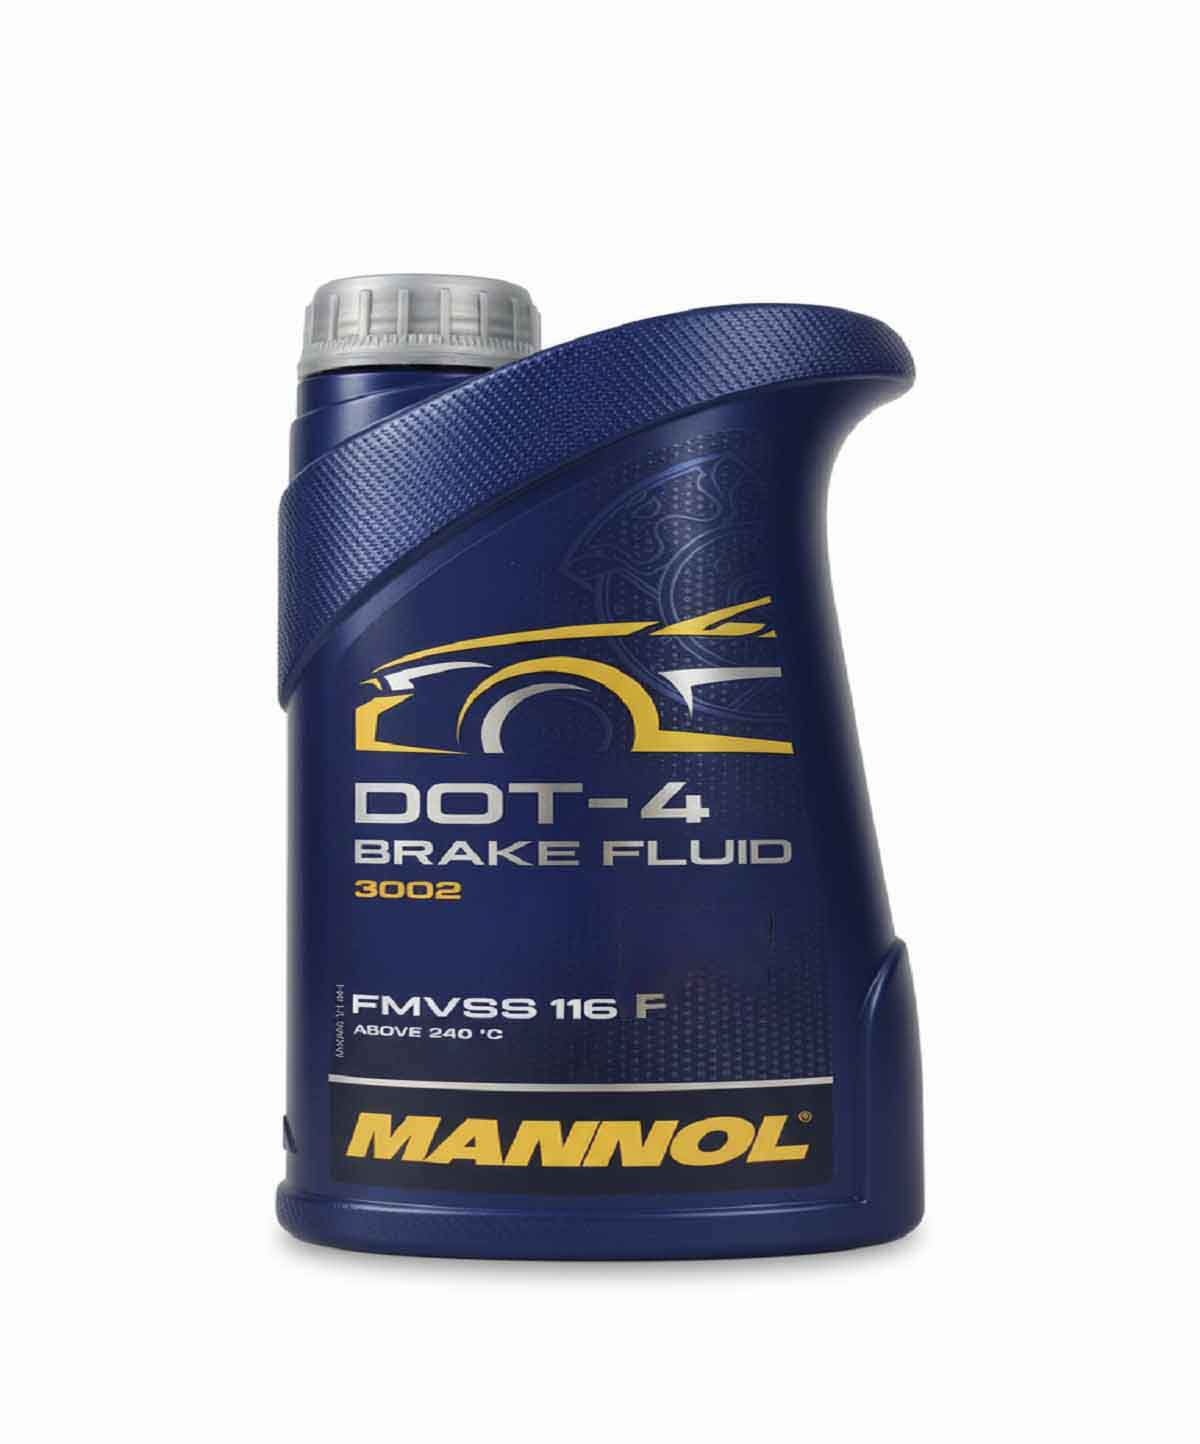 DOT-4
BRAKE FLUID
3002
FMVSS 116 F
ABOVE 240 °C
MANNOL®